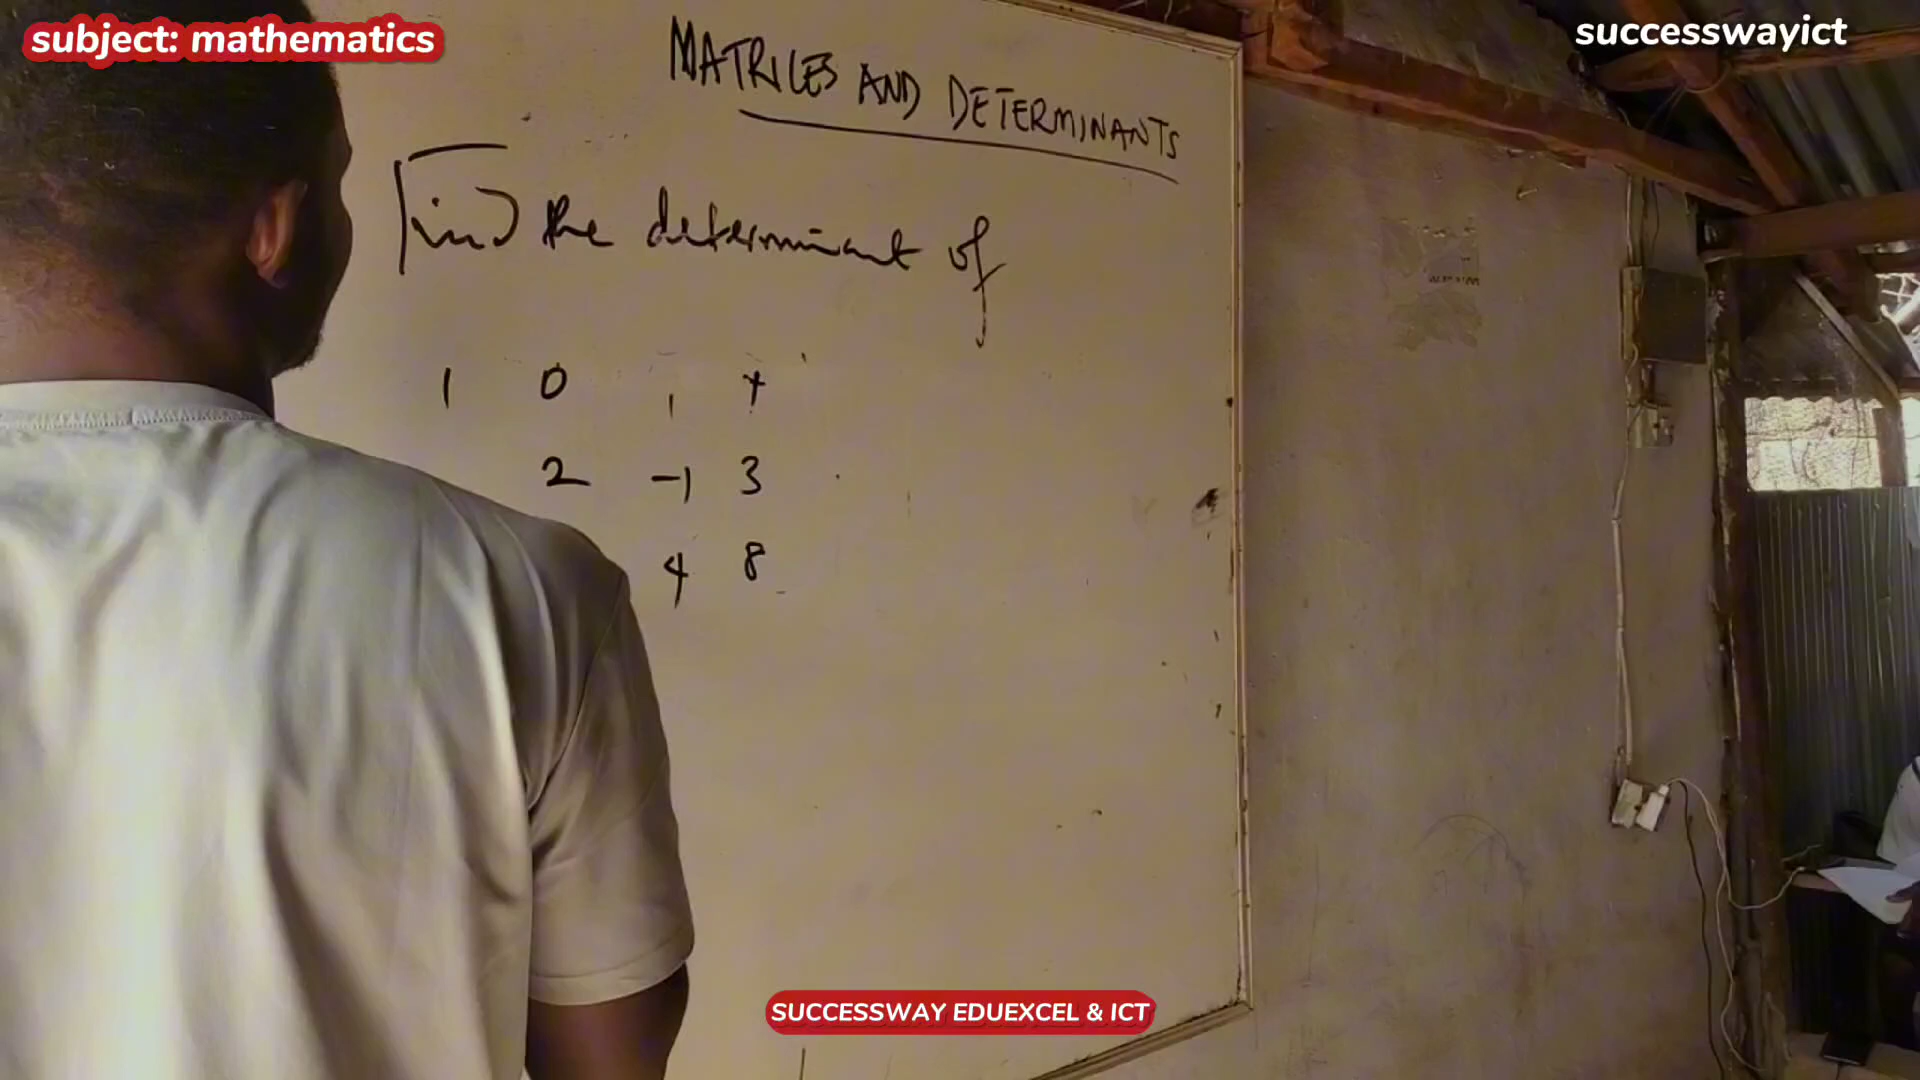 subject: mathematics
successwayict
MATRICES AND DETERMINANTS
Find the determinant of
1 0 1
2 -1 3
4 8
SUCCESSWAY EDUEXCEL & ICT